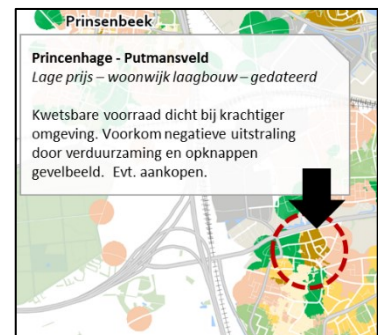 Prinsenbeek
Princenhage - Putmansveld
Lage prijs – woonwijk laagbouw – gedateerd
Kwetsbare voorraad dicht bij krachtiger
omgeving. Voorkom negatieve uitstraling
door verduurzaming en opknappen
gevelbeeld.  Evt. aankopen.